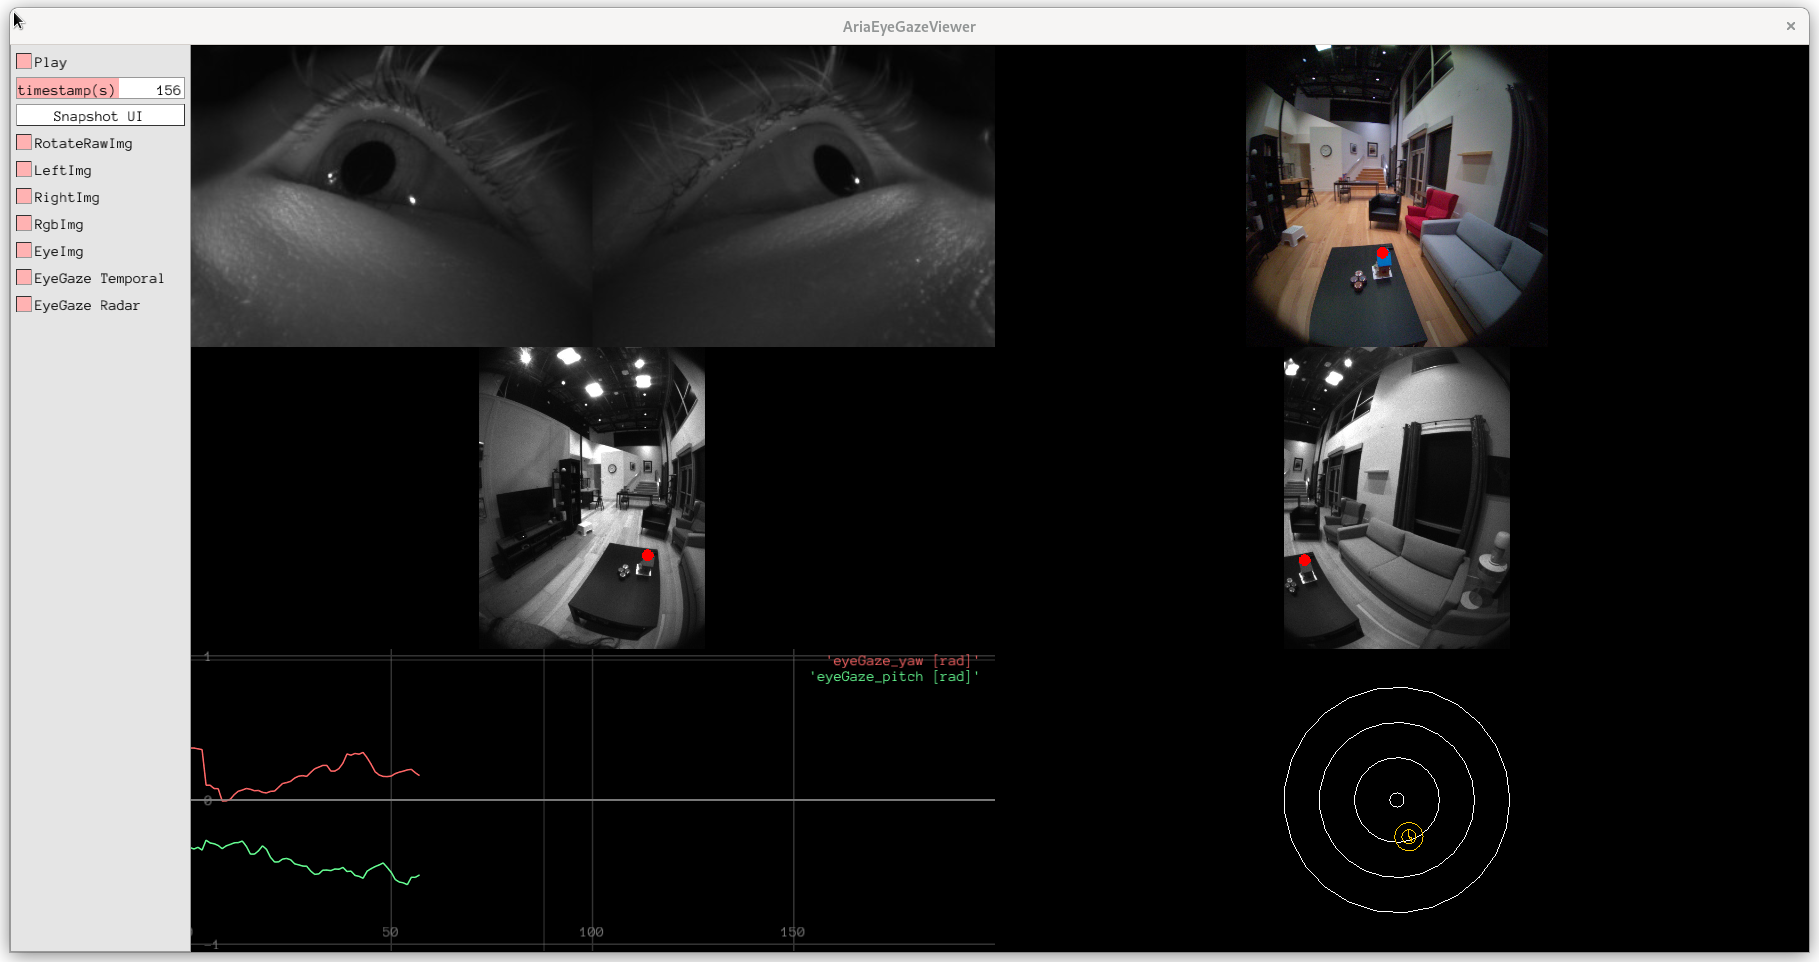 AriaEyeGazeViewer
×
Play
timestamp(s) 156
Snapshot UI
RotateRawImg
LeftImg
RightImg
RgbImg
EyeImg
EyeGaze Temporal
EyeGaze Radar
1
'eyeGaze_yaw [rad]'
'eyeGaze_pitch [rad]'
0
50
100
150
-1